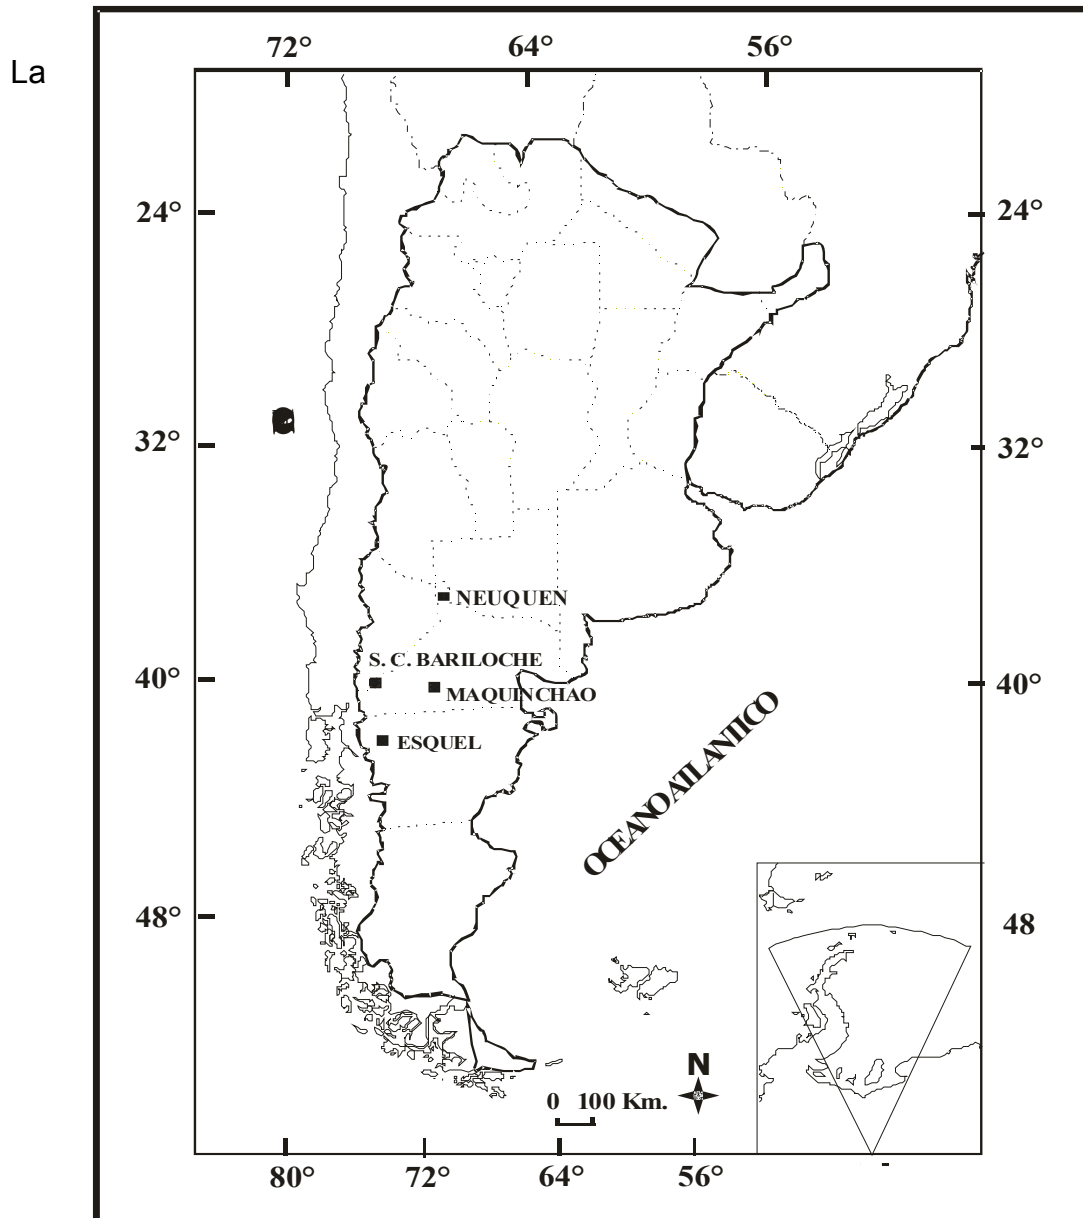 La
72° 64° 56°
24° 24°
32° 32°
NEUQUEN
S. C. BARILOCHE
40° 40°
MAQUINCHAO
ESQUEL
OCEANO ATLANTICO
48° 48
N
0 100 Km.
80° 72° 64° 56°